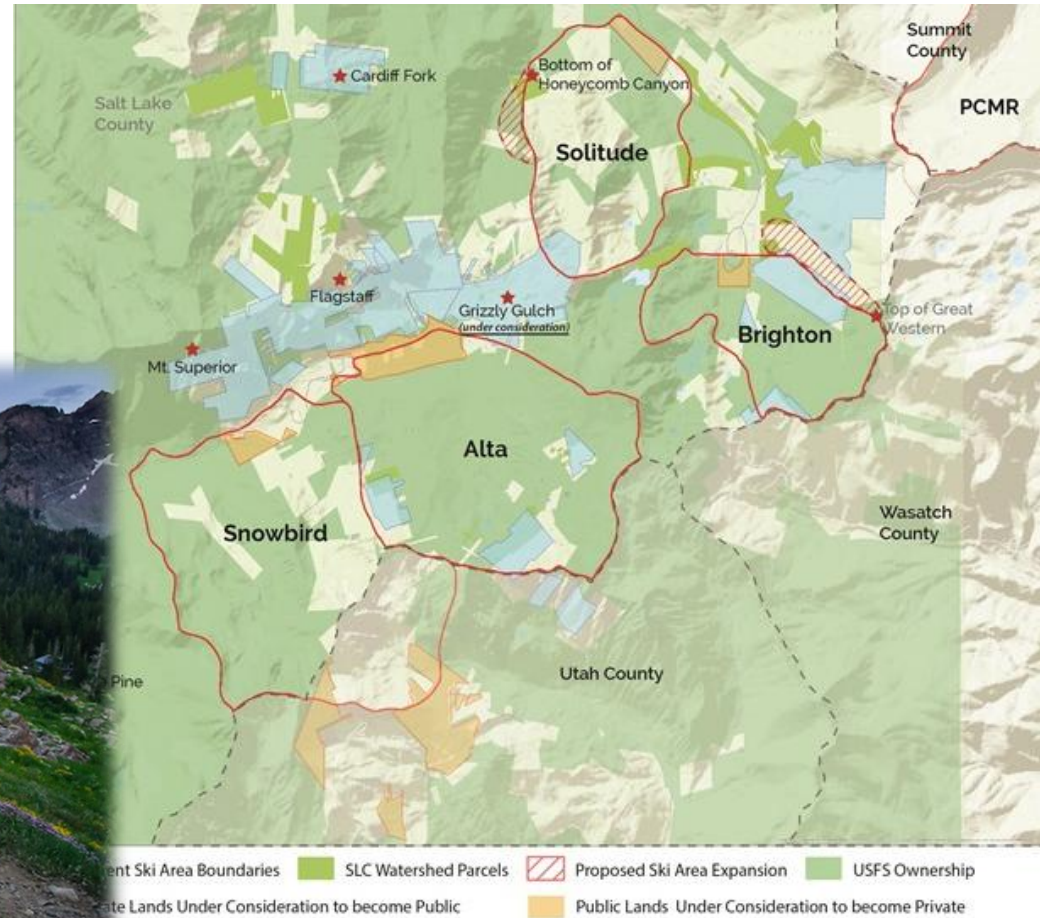 Summit
County
PCMR
Bottom of
Honeycomb Canyon
Cardiff Fork
Salt Lake
County
Solitude
Flagstaff
Grizzly Gulch
(under consideration)
Top of Great
Western
Brighton
Mt. Superior
Alta
Snowbird
Wasatch
County
Utah County
Pine
ent Ski Area Boundaries
SLC Watershed Parcels
Proposed Ski Area Expansion
USFS Ownership
ate Lands Under Consideration to become Public
Public Lands Under Consideration to become Private